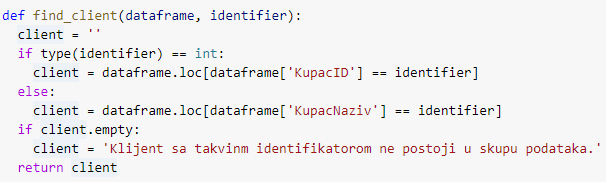 def find_client(dataframe, identifier):
  client = ''
  if type(identifier) == int:
    client = dataframe.loc[dataframe['KupacID'] == identifier]
  else:
    client = dataframe.loc[dataframe['KupacNaziv'] == identifier]
  if client.empty:
    client = 'Klijent sa takvinm identifikatorom ne postoji u skupu podataka.'
  return client